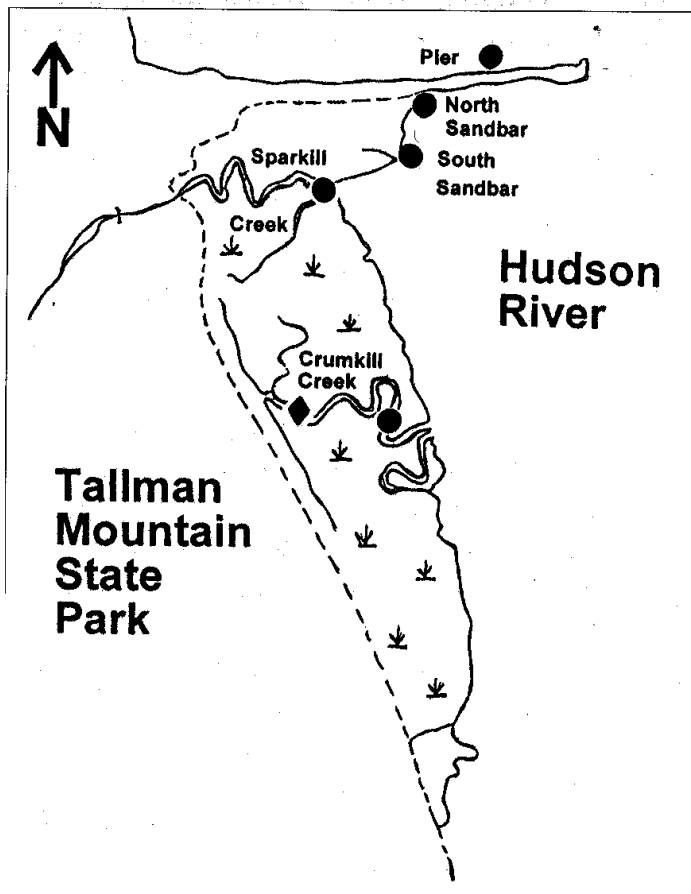 Pier
N
North
Sandbar
Sparkill
South
Sandbar
Creek
Hudson
River
Crumkill
Creek
Tallman
Mountain
State
Park